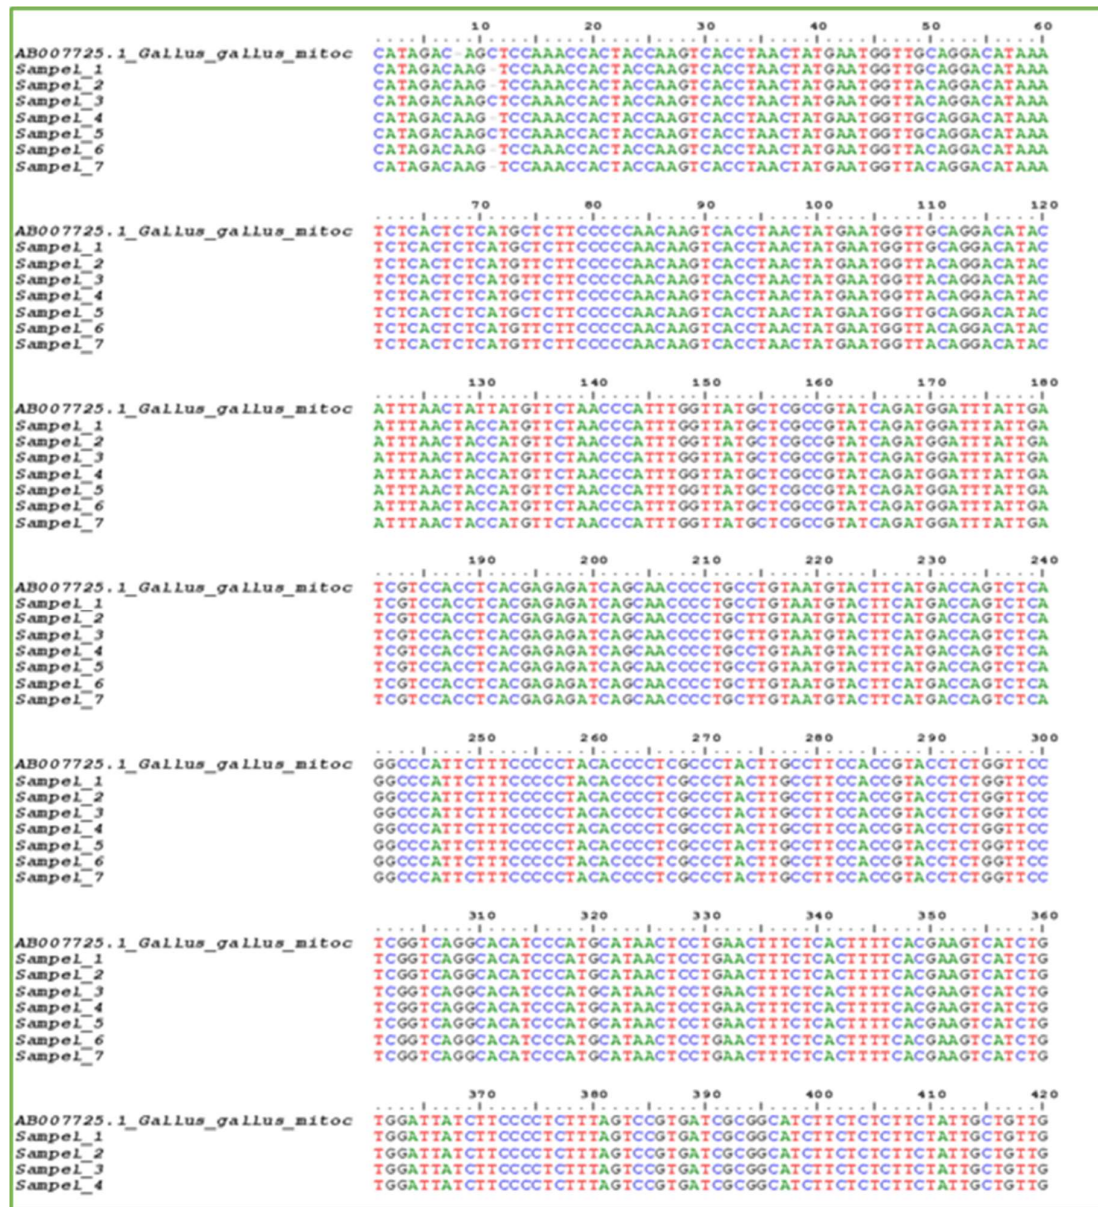 10 20 30 40 50 60
AB007725.1_Gallus_gallus_mitoc CATAGAC-AGCTCCAAACCACTACCAAGTCACCTAACTATGAATGGTTGCAGGACATAAA
Sampel_1 CATAGACAAG-TCCAAACCACTACCAAGTCACCTAACTATGAATGGTTGCAGGACATAAA
Sampel_2 CATAGACAAG-TCCAAACCACTACCAAGTCACCTAACTATGAATGGTTACAGGACATAAA
Sampel_3 CATAGACAAGCTCCAAACCACTACCAAGTCACCTAACTATGAATGGTTACAGGACATAAA
Sampel_4 CATAGACAAG-TCCAAACCACTACCAAGTCACCTAACTATGAATGGTTGCAGGACATAAA
Sampel_5 CATAGACAAGCTCCAAACCACTACCAAGTCACCTAACTATGAATGGTTGCAGGACATAAA
Sampel_6 CATAGACAAG-TCCAAACCACTACCAAGTCACCTAACTATGAATGGTTACAGGACATAAA
Sampel_7 CATAGACAAG-TCCAAACCACTACCAAGTCACCTAACTATGAATGGTTACAGGACATAAA
70 80 90 100 110 120
AB007725.1_Gallus_gallus_mitoc TCTCACTCTCATGCTCTTCCCCCAACAAGTCACCTAACTATGAATGGTTGCAGGACATAC
Sampel_1 TCTCACTCTCATGCTCTTCCCCCAACAAGTCACCTAACTATGAATGGTTGCAGGACATAC
Sampel_2 TCTCACTCTCATGTTCTTCCCCCAACAAGTCACCTAACTATGAATGGTTACAGGACATAC
Sampel_3 TCTCACTCTCATGTTCTTCCCCCAACAAGTCACCTAACTATGAATGGTTACAGGACATAC
Sampel_4 TCTCACTCTCATGCTCTTCCCCCAACAAGTCACCTAACTATGAATGGTTACAGGACATAC
Sampel_5 TCTCACTCTCATGCTCTTCCCCCAACAAGTCACCTAACTATGAATGGTTGCAGGACATAC
Sampel_6 TCTCACTCTCATGTTCTTCCCCCAACAAGTCACCTAACTATGAATGGTTACAGGACATAC
Sampel_7 TCTCACTCTCATGTTCTTCCCCCAACAAGTCACCTAACTATGAATGGTTACAGGACATAC
130 140 150 160 170 180
AB007725.1_Gallus_gallus_mitoc ATTTAACTATTATGTTCTAACCCATTTGGTTATGCTCGCCGTATCAGATGGATTTATTGA
Sampel_1 ATTTAACTACCATGTTCTAACCCATTTGGTTATGCTCGCCGTATCAGATGGATTTATTGA
Sampel_2 ATTTAACTACCATGTTCTAACCCATTTGGTTATGCTCGCCGTATCAGATGGATTTATTGA
Sampel_3 ATTTAACTACCATGTTCTAACCCATTTGGTTATGCTCGCCGTATCAGATGGATTTATTGA
Sampel_4 ATTTAACTACCATGTTCTAACCCATTTGGTTATGCTCGCCGTATCAGATGGATTTATTGA
Sampel_5 ATTTAACTACCATGTTCTAACCCATTTGGTTATGCTCGCCGTATCAGATGGATTTATTGA
Sampel_6 ATTTAACTACCATGTTCTAACCCATTTGGTTATGCTCGCCGTATCAGATGGATTTATTGA
Sampel_7 ATTTAACTACCATGTTCTAACCCATTTGGTTATGCTCGCCGTATCAGATGGATTTATTGA
190 200 210 220 230 240
AB007725.1_Gallus_gallus_mitoc TCGTCCACCTCACGAGAGATCAGCAACCCCTGCCTGTAATGTACTTCATGACCAGTCTCA
Sampel_1 TCGTCCACCTCACGAGAGATCAGCAACCCCTGCCTGTAATGTACTTCATGACCAGTCTCA
Sampel_2 TCGTCCACCTCACGAGAGATCAGCAACCCCTGCTTGTAATGTACTTCATGACCAGTCTCA
Sampel_3 TCGTCCACCTCACGAGAGATCAGCAACCCCTGCTTGTAATGTACTTCATGACCAGTCTCA
Sampel_4 TCGTCCACCTCACGAGAGATCAGCAACCCCTGCCTGTAATGTACTTCATGACCAGTCTCA
Sampel_5 TCGTCCACCTCACGAGAGATCAGCAACCCCTGCCTGTAATGTACTTCATGACCAGTCTCA
Sampel_6 TCGTCCACCTCACGAGAGATCAGCAACCCCTGCTTGTAATGTACTTCATGACCAGTCTCA
Sampel_7 TCGTCCACCTCACGAGAGATCAGCAACCCCTGCTTGTAATGTACTTCATGACCAGTCTCA
250 260 270 280 290 300
AB007725.1_Gallus_gallus_mitoc GGCCCATTCTTTCCCCCTACACCCCTCGCCCTACTTGCCTTCCACCGTACCTCTGGTTCC
Sampel_1 GGCCCATTCTTTCCCCCTACACCCCTCGCCCTACTTGCCTTCCACCGTACCTCTGGTTCC
Sampel_2 GGCCCATTCTTTCCCCCTACACCCCTCGCCCTACTTGCCTTCCACCGTACCTCTGGTTCC
Sampel_3 GGCCCATTCTTTCCCCCTACACCCCTCGCCCTACTTGCCTTCCACCGTACCTCTGGTTCC
Sampel_4 GGCCCATTCTTTCCCCCTACACCCCTCGCCCTACTTGCCTTCCACCGTACCTCTGGTTCC
Sampel_5 GGCCCATTCTTTCCCCCTACACCCCTCGCCCTACTTGCCTTCCACCGTACCTCTGGTTCC
Sampel_6 GGCCCATTCTTTCCCCCTACACCCCTCGCCCTACTTGCCTTCCACCGTACCTCTGGTTCC
Sampel_7 GGCCCATTCTTTCCCCCTACACCCCTCGCCCTACTTGCCTTCCACCGTACCTCTGGTTCC
310 320 330 340 350 360
AB007725.1_Gallus_gallus_mitoc TCGGTCAGGCACATCCCATGCATAACTCCTGAACTTTCTCACTTTTCACGAAGTCATCTG
Sampel_1 TCGGTCAGGCACATCCCATGCATAACTCCTGAACTTTCTCACTTTTCACGAAGTCATCTG
Sampel_2 TCGGTCAGGCACATCCCATGCATAACTCCTGAACTTTCTCACTTTTCACGAAGTCATCTG
Sampel_3 TCGGTCAGGCACATCCCATGCATAACTCCTGAACTTTCTCACTTTTCACGAAGTCATCTG
Sampel_4 TCGGTCAGGCACATCCCATGCATAACTCCTGAACTTTCTCACTTTTCACGAAGTCATCTG
Sampel_5 TCGGTCAGGCACATCCCATGCATAACTCCTGAACTTTCTCACTTTTCACGAAGTCATCTG
Sampel_6 TCGGTCAGGCACATCCCATGCATAACTCCTGAACTTTCTCACTTTTCACGAAGTCATCTG
Sampel_7 TCGGTCAGGCACATCCCATGCATAACTCCTGAACTTTCTCACTTTTCACGAAGTCATCTG
370 380 390 400 410 420
AB007725.1_Gallus_gallus_mitoc TGGATTATCTTCCCCTCTTTAGTCCGTGATCGCGGCATCTTCTCTCTTCTATTGCTGTTG
Sampel_1 TGGATTATCTTCCCCTCTTTAGTCCGTGATCGCGGCATCTTCTCTCTTCTATTGCTGTTG
Sampel_2 TGGATTATCTTCCCCTCTTTAGTCCGTGATCGCGGCATCTTCTCTCTTCTATTGCTGTTG
Sampel_3 TGGATTATCTTCCCCTCTTTAGTCCGTGATCGCGGCATCTTCTCTCTTCTATTGCTGTTG
Sampel_4 TGGATTATCTTCCCCTCTTTAGTCCGTGATCGCGGCATCTTCTCTCTTCTATTGCTGTTG